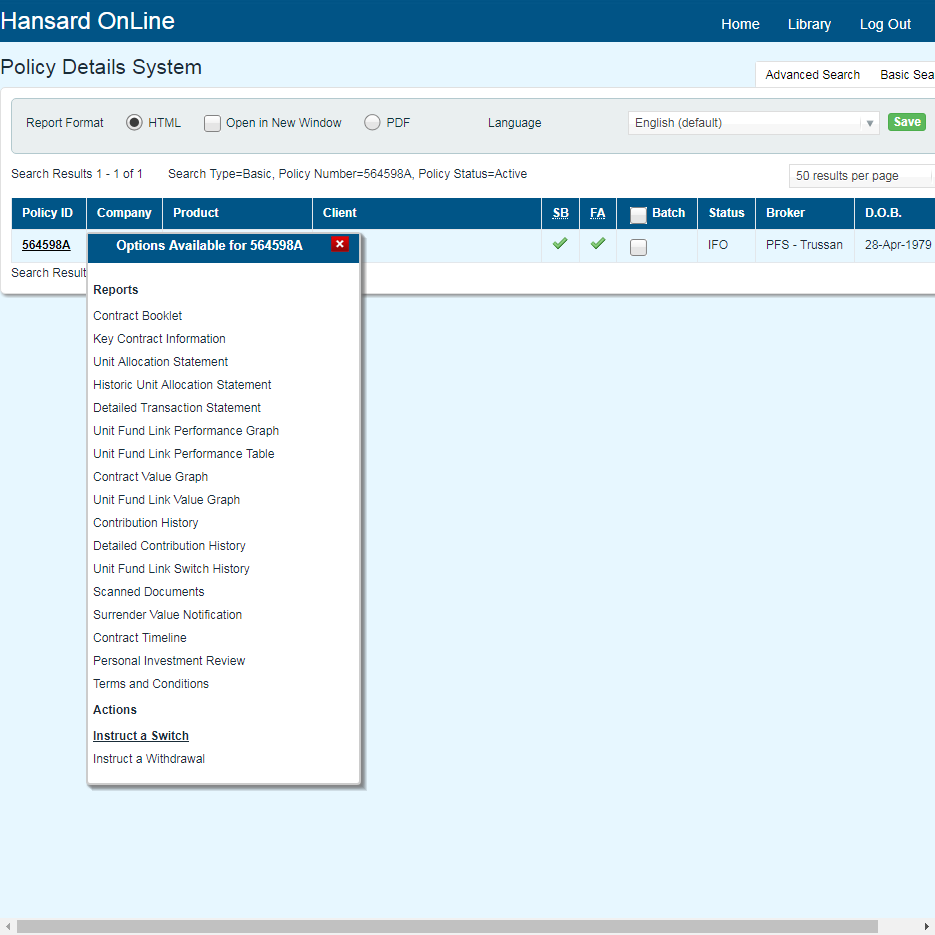 Hansard OnLine
Home Library Log Out
Policy Details System
Advanced Search Basic Sea
Report Format HTML Open in New Window PDF Language English (default) Save
Search Results 1 - 1 of 1 Search Type=Basic, Policy Number=564598A, Policy Status=Active
50 results per page
Policy ID Company Product Client SB FA Batch Status Broker D.O.B.
564598A IFO PFS - Trussan 28-Apr-1979
Search Result
Options Available for 564598A
Reports
Contract Booklet
Key Contract Information
Unit Allocation Statement
Historic Unit Allocation Statement
Detailed Transaction Statement
Unit Fund Link Performance Graph
Unit Fund Link Performance Table
Contract Value Graph
Unit Fund Link Value Graph
Contribution History
Detailed Contribution History
Unit Fund Link Switch History
Scanned Documents
Surrender Value Notification
Contract Timeline
Personal Investment Review
Terms and Conditions
Actions
Instruct a Switch
Instruct a Withdrawal